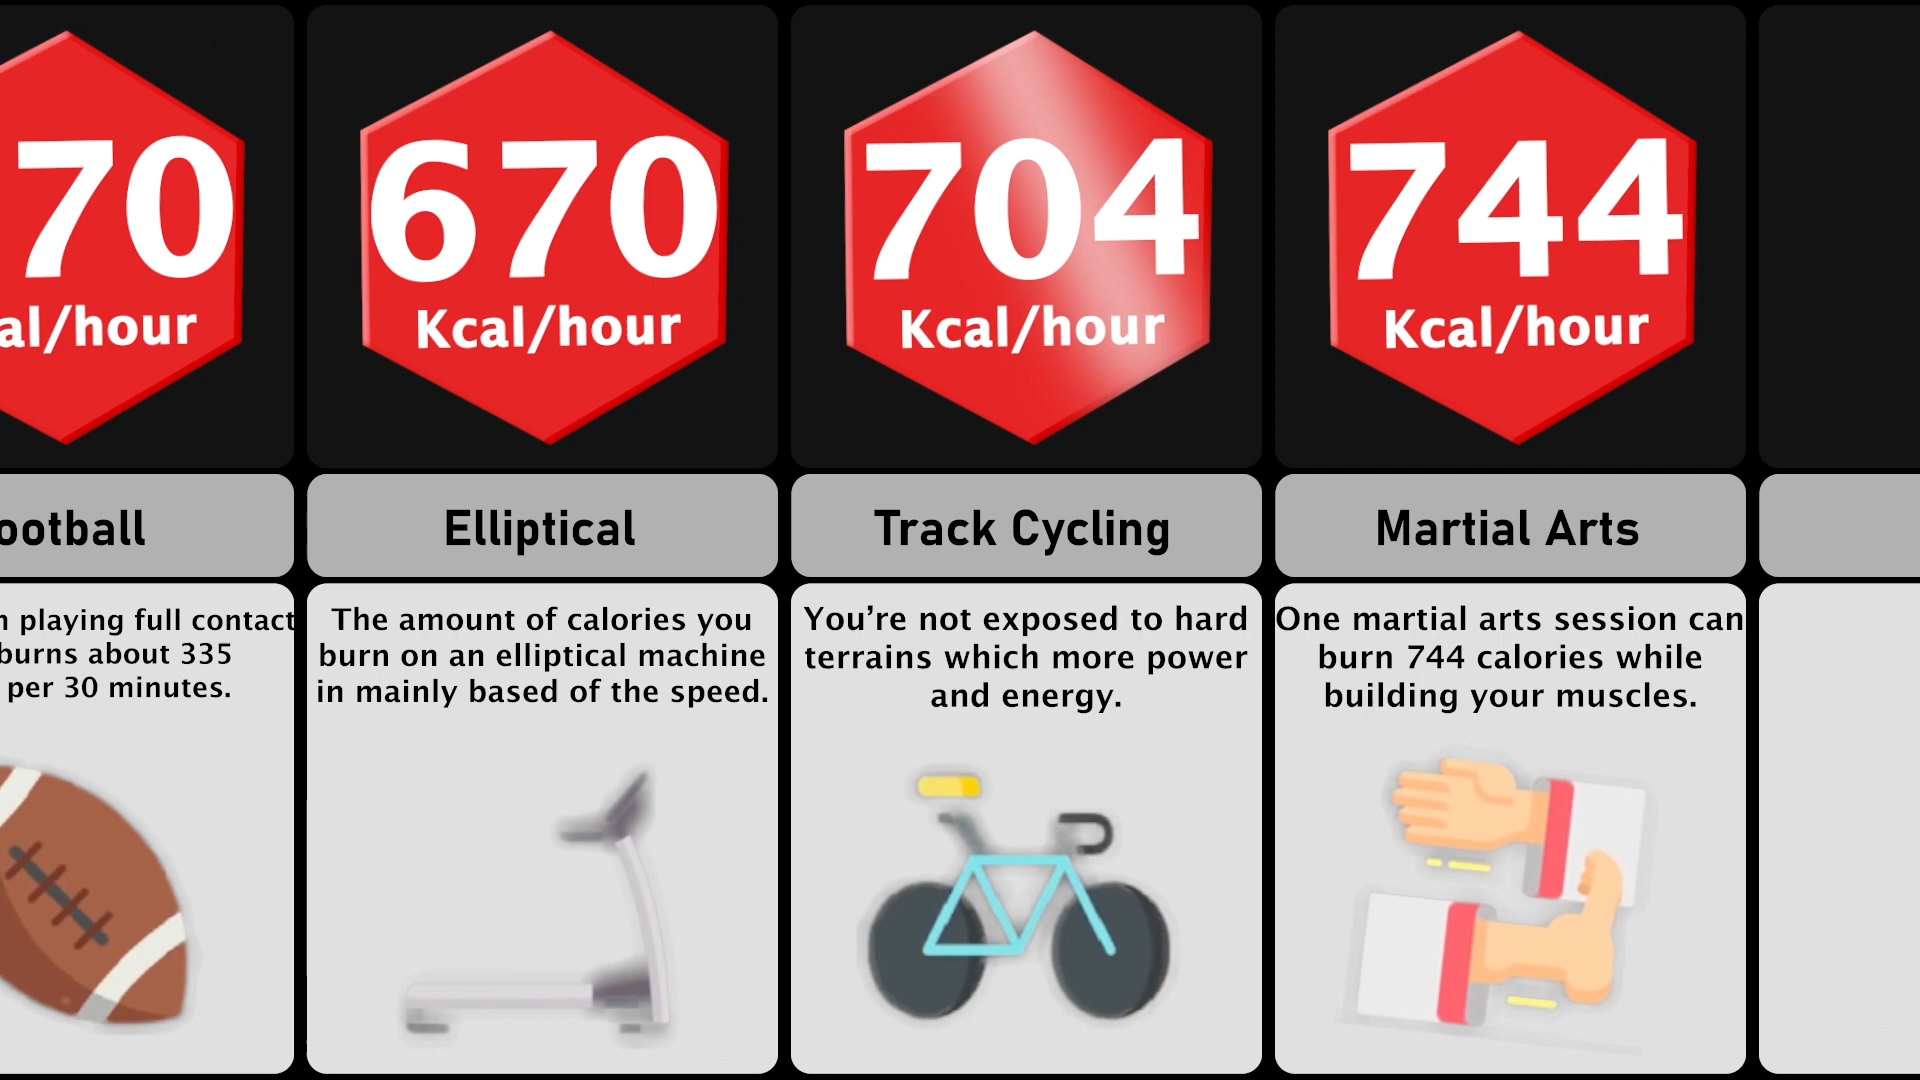 70
al/hour
ootball
playing full contact
burns about 335
per 30 minutes.
670
Kcal/hour
Elliptical
The amount of calories you
burn on an elliptical machine
in mainly based of the speed.
704
Kcal/hour
Track Cycling
You’re not exposed to hard
terrains which more power
and energy.
744
Kcal/hour
Martial Arts
One martial arts session can
burn 744 calories while
building your muscles.